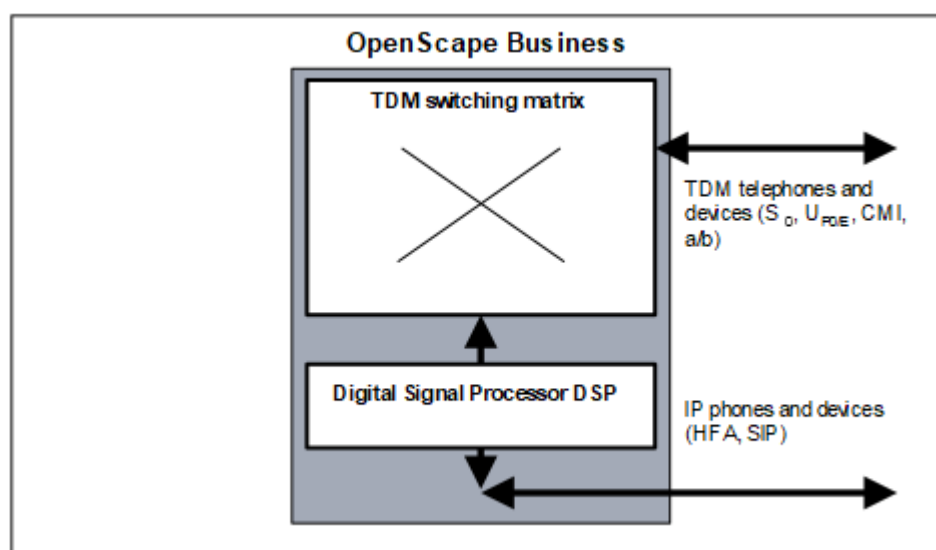 OpenScape Business
TDM switching matrix
TDM telephones and
devices (S0, UP0/E, CMI,
a/b)
Digital Signal Processor DSP
IP phones and devices
(HFA, SIP)